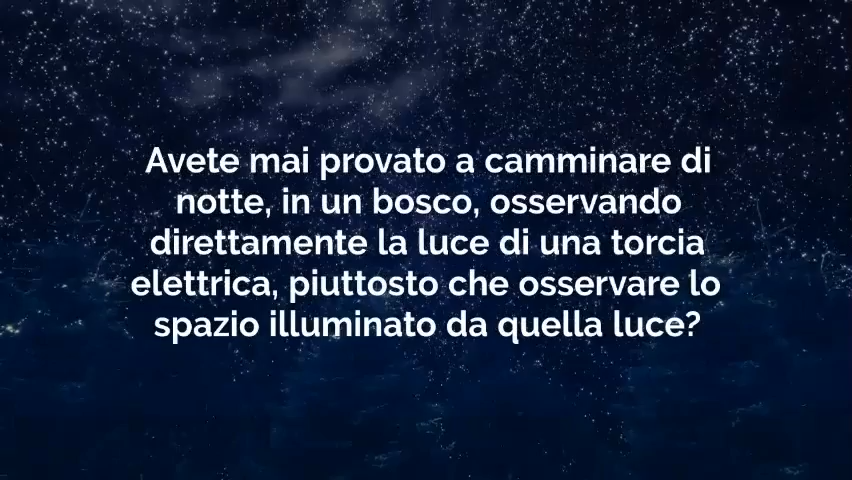 Avete mai provato a camminare di
notte, in un bosco, osservando
direttamente la luce di una torcia
elettrica, piuttosto che osservare lo
spazio illuminato da quella luce?